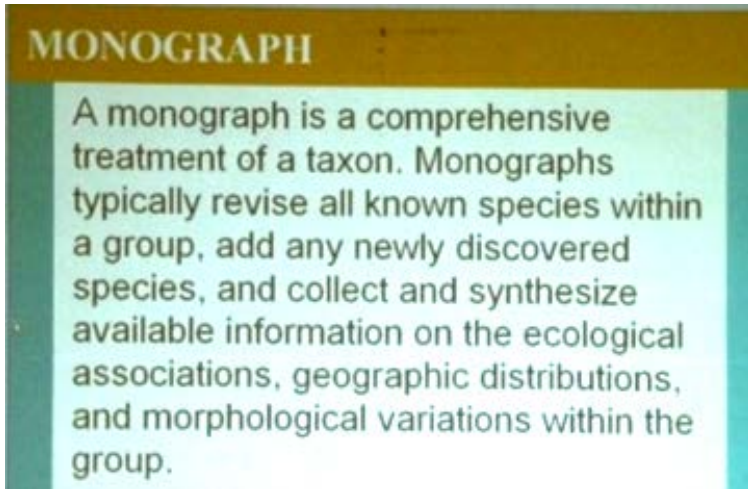 MONOGRAPH
A monograph is a comprehensive
treatment of a taxon. Monographs
typically revise all known species within
a group, add any newly discovered
species, and collect and synthesize
available information on the ecological
associations, geographic distributions,
and morphological variations within the
group.